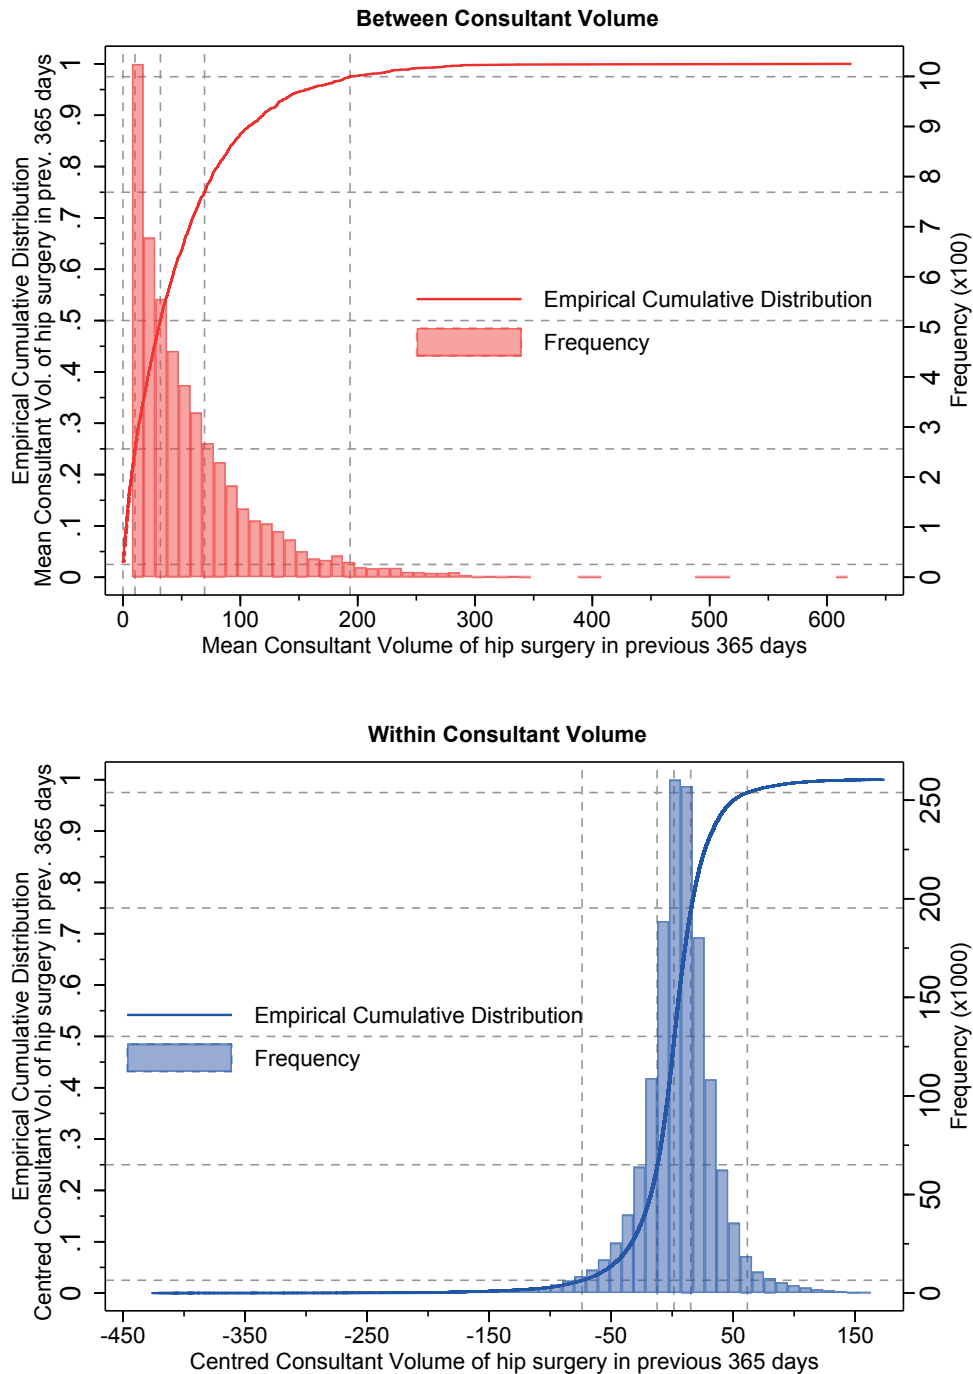 Between Consultant Volume
Empirical Cumulative Distribution
Mean Consultant Vol. of hip surgery in prev. 365 days
1
.9
.8
.7
.6
.5
.4
.3
.2
.1
0
Empirical Cumulative Distribution
Frequency
10
9
8
7
6
5
4
3
2
1
0
Frequency (x100)
0 100 200 300 400 500 600
Mean Consultant Volume of hip surgery in previous 365 days
Within Consultant Volume
Empirical Cumulative Distribution
Centred Consultant Vol. of hip surgery in prev. 365 days
1
.9
.8
.7
.6
.5
.4
.3
.2
.1
0
Empirical Cumulative Distribution
Frequency
250
200
150
100
50
0
Frequency (x1000)
-450 -350 -250 -150 -50 50 150
Centred Consultant Volume of hip surgery in previous 365 days